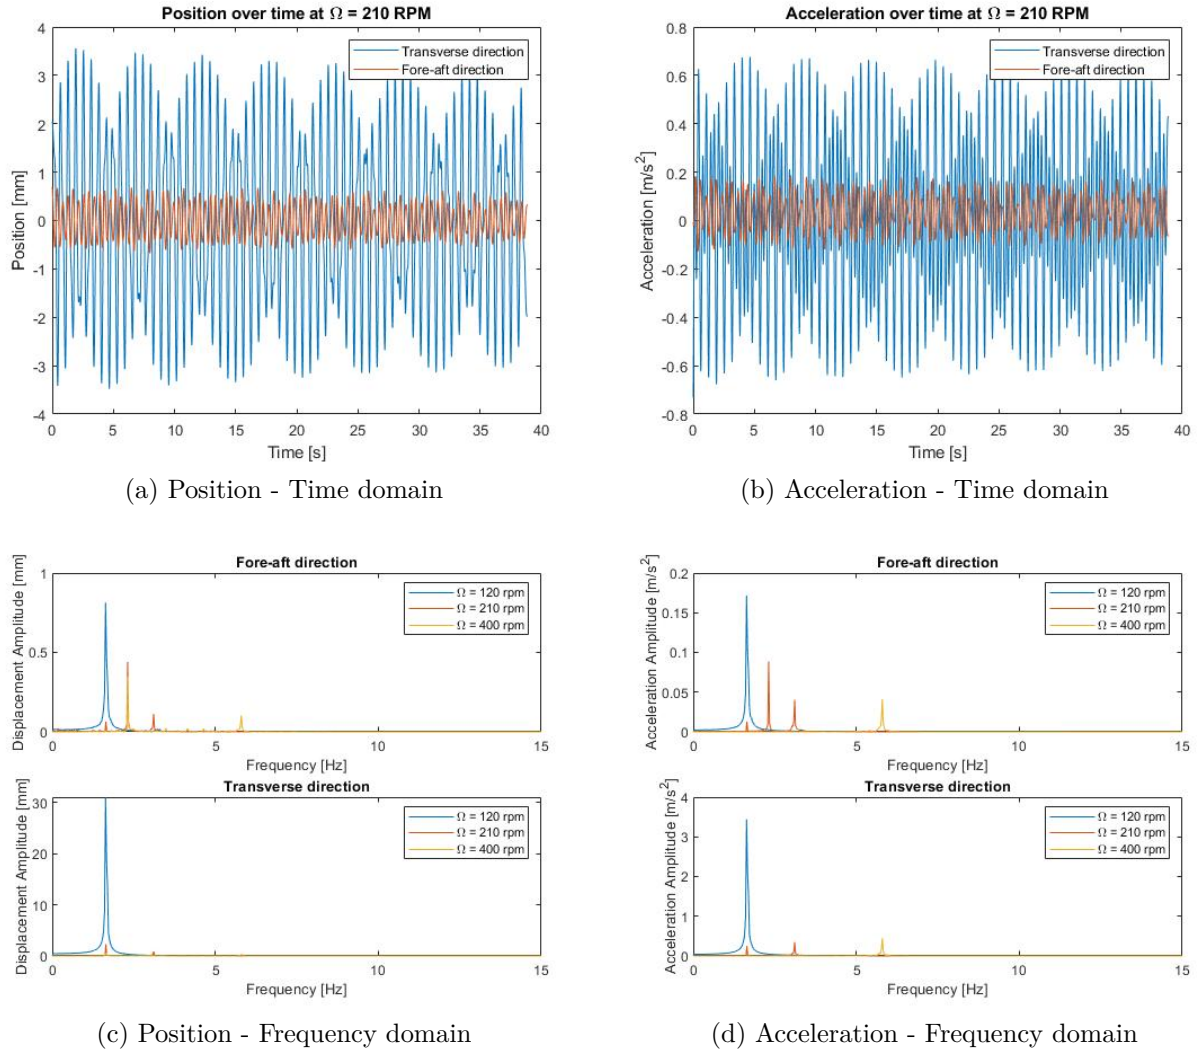 Position over time at Ω = 210 RPM
Transverse direction
Fore-aft direction
Position [mm]
4
3
2
1
0
-1
-2
-3
-4
0 5 10 15 20 25 30 35 40
Time [s]
(a) Position - Time domain
Acceleration over time at Ω = 210 RPM
Transverse direction
Fore-aft direction
Acceleration [m/s²]
0.8
0.6
0.4
0.2
0
-0.2
-0.4
-0.6
-0.8
0 5 10 15 20 25 30 35 40
Time [s]
(b) Acceleration - Time domain
Fore-aft direction
Ω = 120 rpm
Ω = 210 rpm
Ω = 400 rpm
Displacement Amplitude [mm]
1
0.5
0
0 5 10 15
Frequency [Hz]
Transverse direction
Ω = 120 rpm
Ω = 210 rpm
Ω = 400 rpm
Displacement Amplitude [mm]
30
20
10
0
0 5 10 15
Frequency [Hz]
(c) Position - Frequency domain
Fore-aft direction
Ω = 120 rpm
Ω = 210 rpm
Ω = 400 rpm
Acceleration Amplitude [m/s²]
0.2
0.15
0.1
0.05
0
0 5 10 15
Frequency [Hz]
Transverse direction
Ω = 120 rpm
Ω = 210 rpm
Ω = 400 rpm
Acceleration Amplitude [m/s²]
4
3
2
1
0
0 5 10 15
Frequency [Hz]
(d) Acceleration - Frequency domain